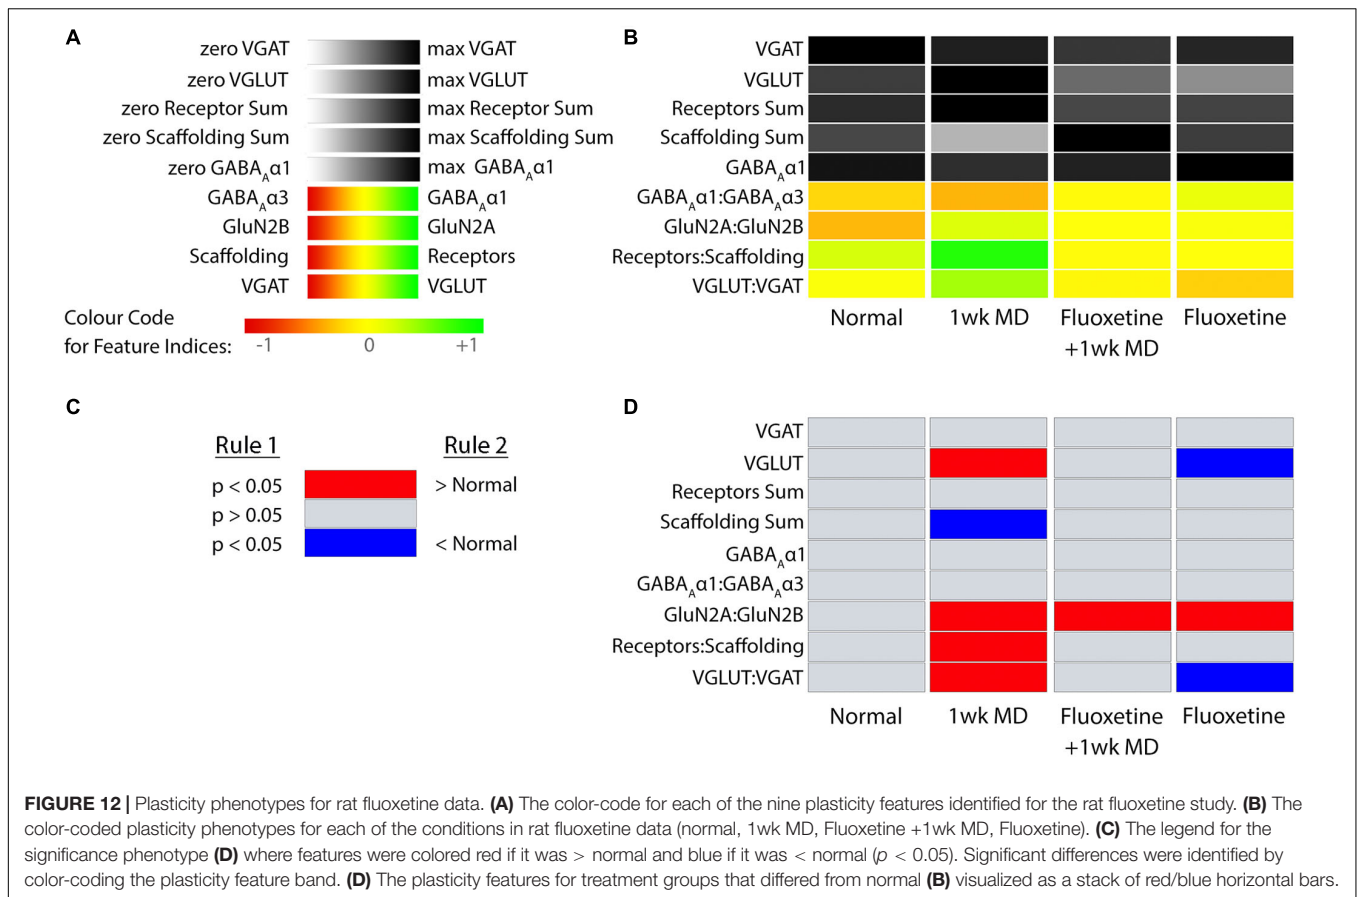 A
zero VGAT max VGAT
zero VGLUT max VGLUT
zero Receptor Sum max Receptor Sum
zero Scaffolding Sum max Scaffolding Sum
zero GABAAα1 max GABAAα1
GABAAα3 GABAAα1
GluN2B GluN2A
Scaffolding Receptors
VGAT VGLUT
Colour Code
for Feature Indices: -1 0 +1
B
VGAT
VGLUT
Receptors Sum
Scaffolding Sum
GABAAα1
GABAAα1:GABAAα3
GluN2A:GluN2B
Receptors:Scaffolding
VGLUT:VGAT
Normal 1wk MD Fluoxetine Fluoxetine
+1wk MD
C
Rule 1 Rule 2
p < 0.05 > Normal
p > 0.05
p < 0.05 < Normal
D
VGAT
VGLUT
Receptors Sum
Scaffolding Sum
GABAAα1
GABAAα1:GABAAα3
GluN2A:GluN2B
Receptors:Scaffolding
VGLUT:VGAT
Normal 1wk MD Fluoxetine Fluoxetine
+1wk MD
FIGURE 12 | Plasticity phenotypes for rat fluoxetine data. (A) The color-code for each of the nine plasticity features identified for the rat fluoxetine study. (B) The
color-coded plasticity phenotypes for each of the conditions in rat fluoxetine data (normal, 1wk MD, Fluoxetine +1wk MD, Fluoxetine). (C) The legend for the
significance phenotype (D) where features were colored red if it was > normal and blue if it was < normal (p < 0.05). Significant differences were identified by
color-coding the plasticity feature band. (D) The plasticity features for treatment groups that differed from normal (B) visualized as a stack of red/blue horizontal bars.